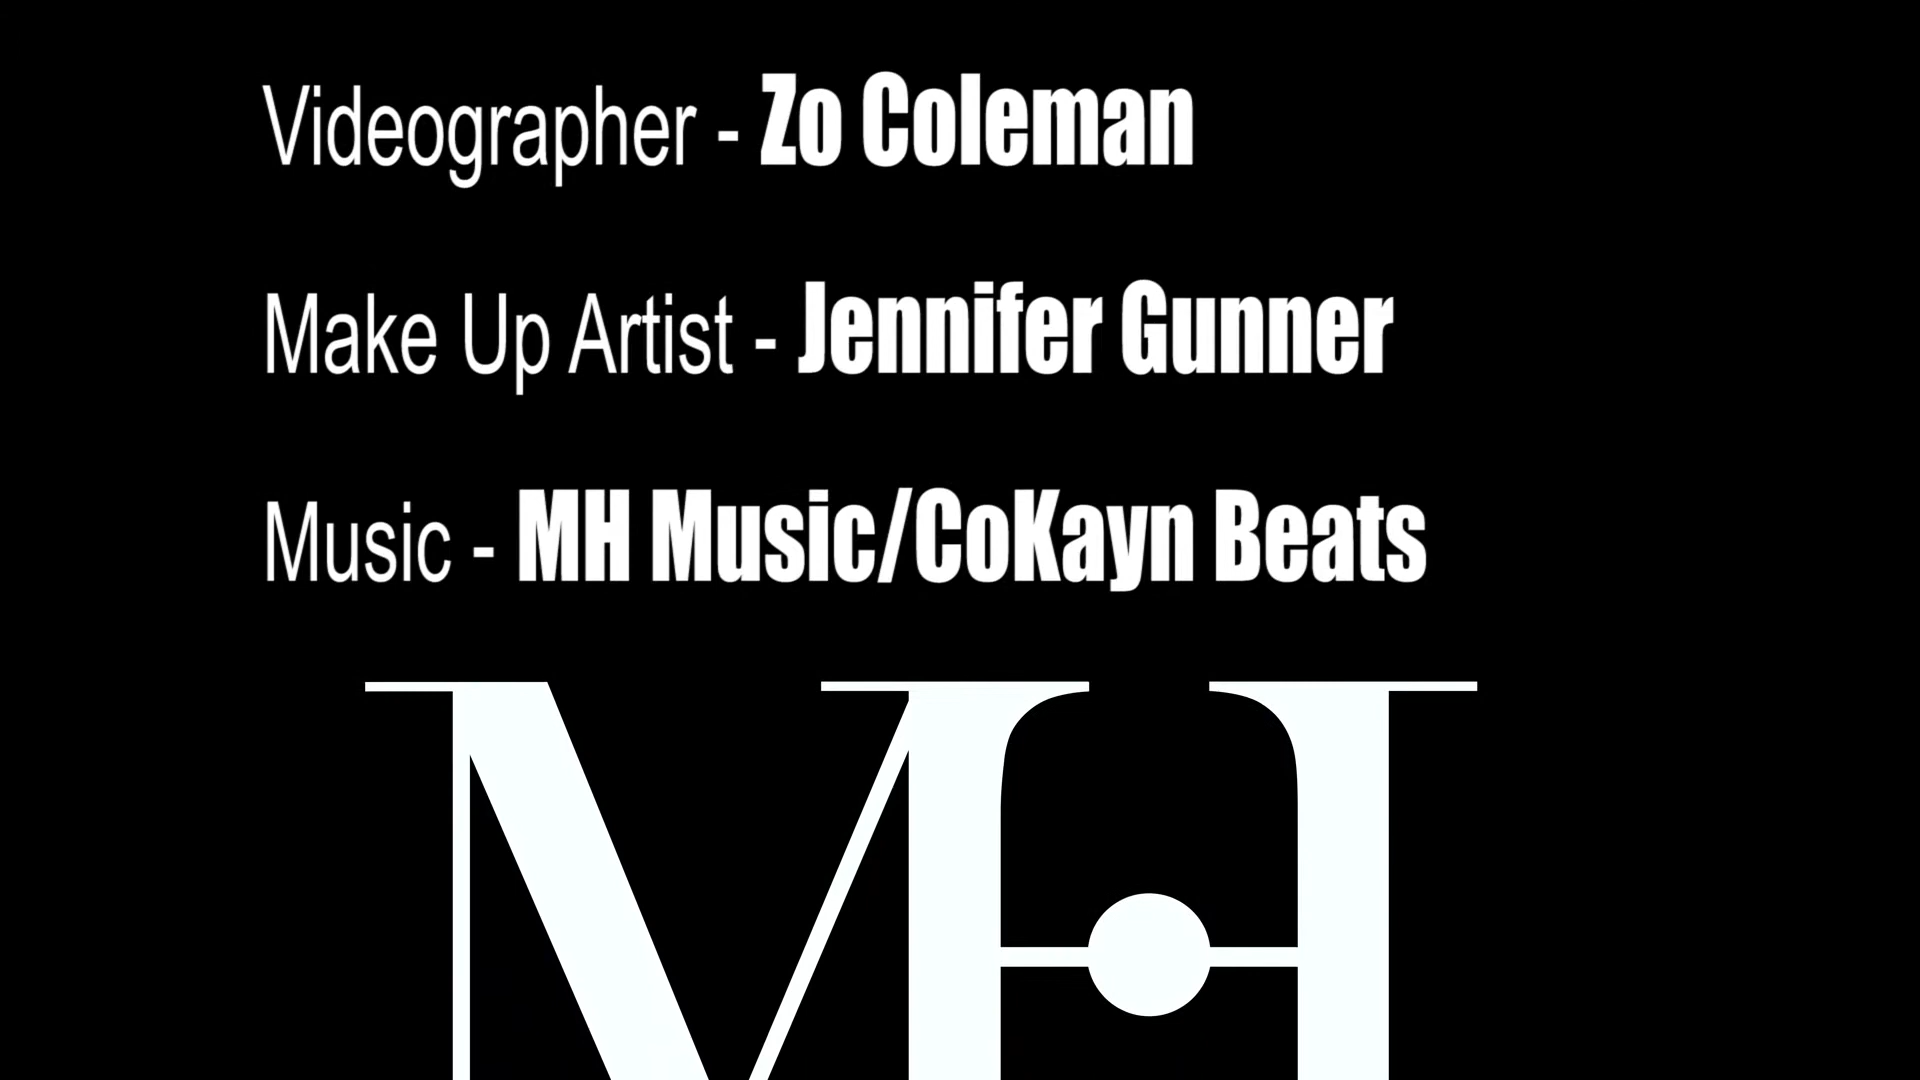 Videographer - Zo Coleman
Make Up Artist - Jennifer Gunner
Music - MH Music/CoKayn Beats
MH